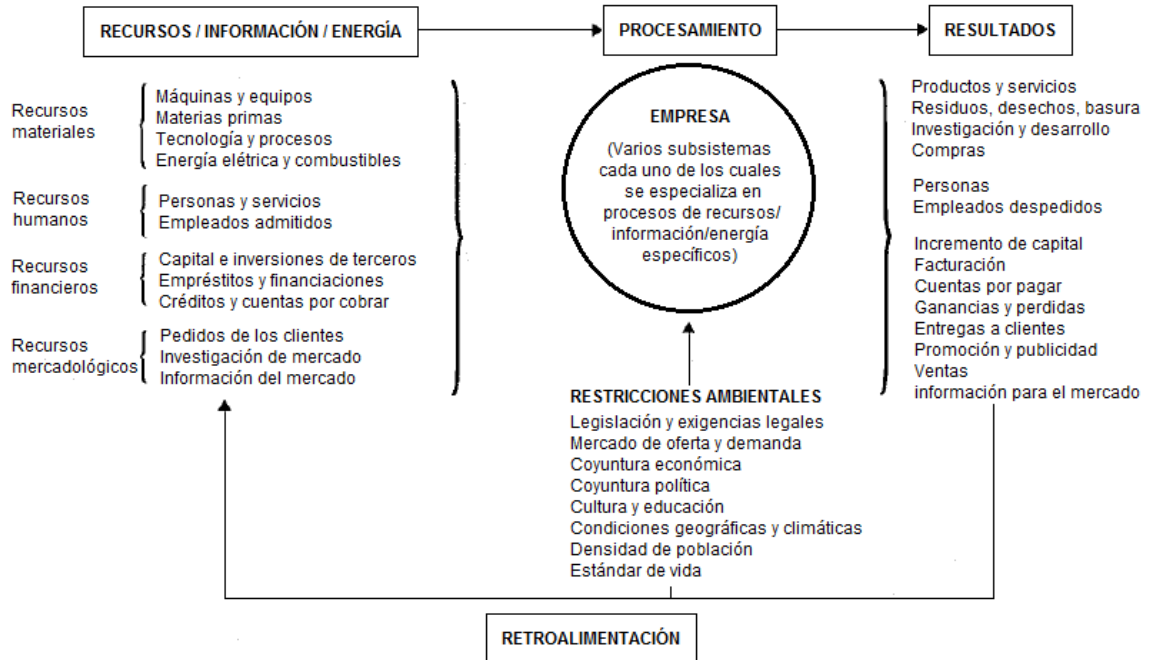 RECURSOS / INFORMACIÓN / ENERGÍA
PROCESAMIENTO
RESULTADOS
Recursos
materiales
Máquinas y equipos
Materias primas
Tecnología y procesos
Energía elétrica y combustibles
Recursos
humanos
Personas y servicios
Empleados admitidos
Recursos
financieros
Capital e inversiones de terceros
Empréstitos y financiaciones
Créditos y cuentas por cobrar
Recursos
mercadológicos
Pedidos de los clientes
Investigación de mercado
Información del mercado
EMPRESA
(Varios subsistemas
cada uno de los cuales
se especializa en
procesos de recursos/
información/energía
específicos)
RESTRICCIONES AMBIENTALES
Legislación y exigencias legales
Mercado de oferta y demanda
Coyuntura económica
Coyuntura política
Cultura y educación
Condiciones geográficas y climáticas
Densidad de población
Estándar de vida
Productos y servicios
Residuos, desechos, basura
Investigación y desarrollo
Compras
Personas
Empleados despedidos
Incremento de capital
Facturación
Cuentas por pagar
Ganancias y perdidas
Entregas a clientes
Promoción y publicidad
Ventas
información para el mercado
RETROALIMENTACIÓN